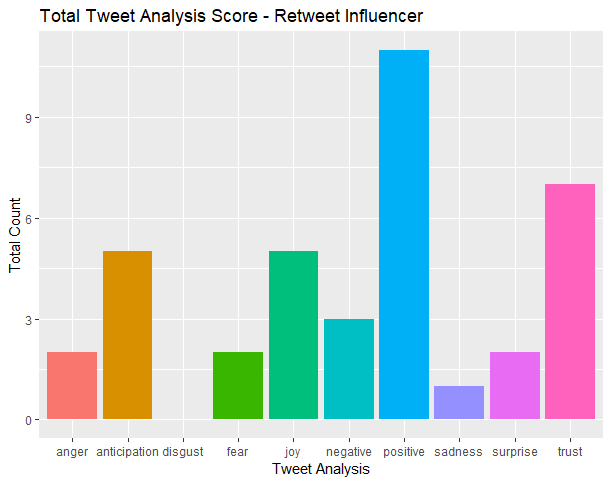 Total Tweet Analysis Score - Retweet Influencer
Total Count
9
6
3
0
anger anticipation disgust fear joy negative positive sadness surprise trust
Tweet Analysis